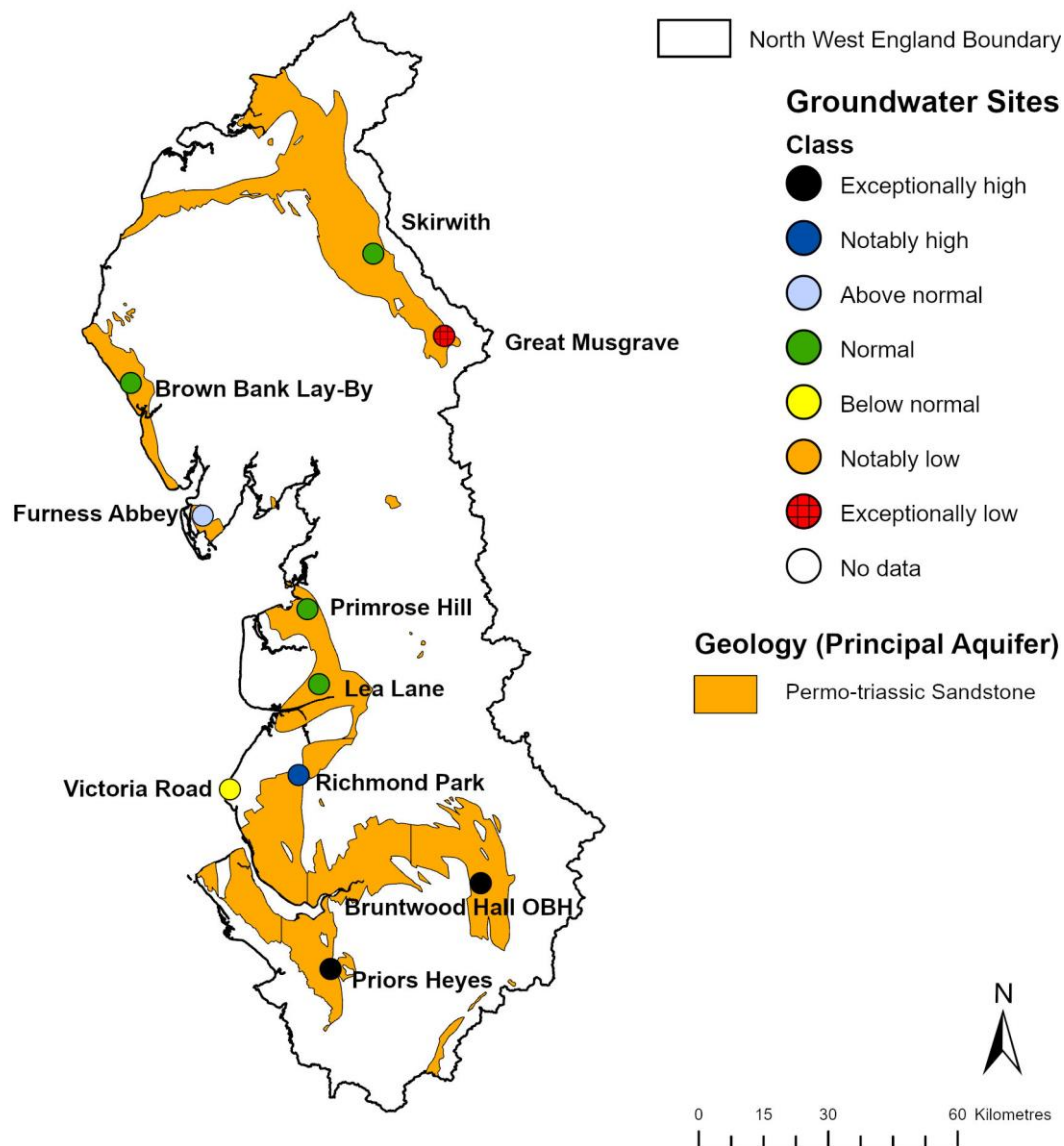 North West England Boundary
Groundwater Sites
Class
Exceptionally high
Notably high
Above normal
Normal
Below normal
Notably low
Exceptionally low
No data
Geology (Principal Aquifer)
Permo-triassic Sandstone
Skirwith
Great Musgrave
Brown Bank Lay-By
Furness Abbey
Primrose Hill
Lea Lane
Victoria Road
Richmond Park
Bruntwood Hall OBH
Priors Heyes
N
0 15 30 60 Kilometres